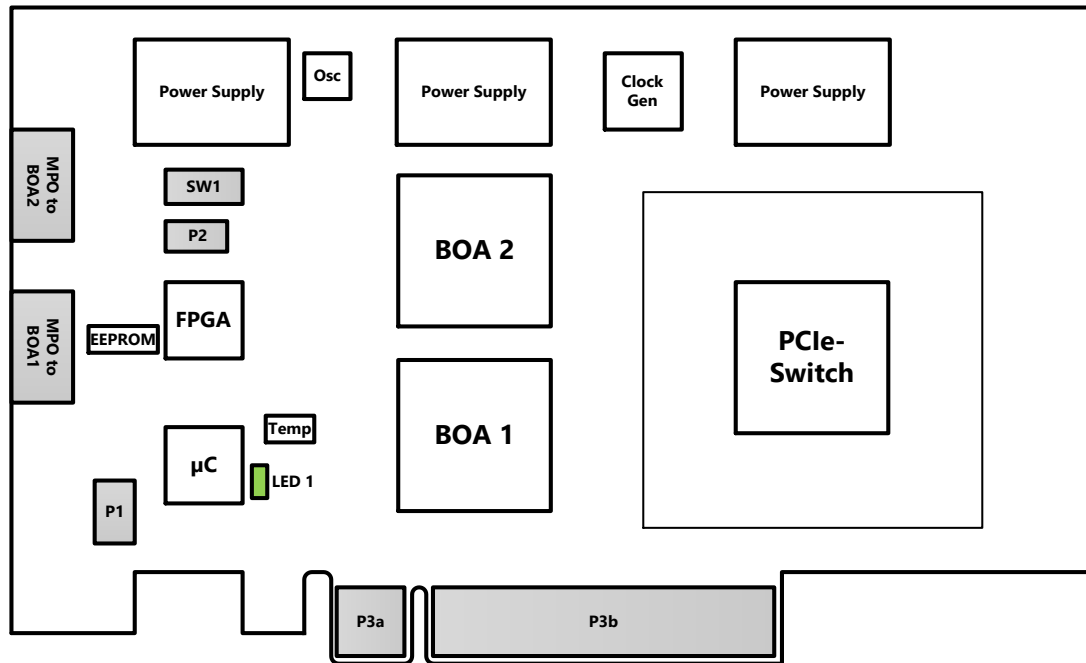 Power Supply
Osc
Power Supply
Clock
Gen
Power Supply
MPO to
BOA2
SW1
P2
BOA 2
MPO to
BOA1
EEPROM
FPGA
PCIe-
Switch
Temp
BOA 1
µC
LED 1
P1
P3a
P3b